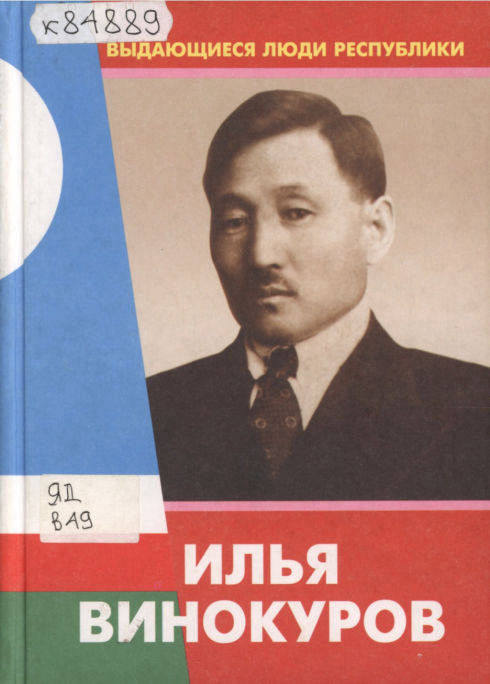 к84889
ВЫДАЮЩИЕСЯ ЛЮДИ РЕСПУБЛИКИ
ЯД
В49
ИЛЬЯ
ВИНОКУРОВ